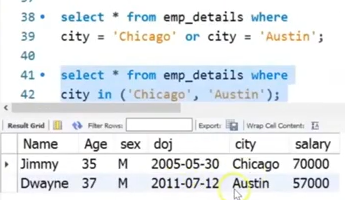 38 select * from emp_details where
39 city = 'Chicago' or city = 'Austin';
40
41 select * from emp_details where
42 city in ('Chicago', 'Austin');
Result Grid Filter Rows: Export: Wrap Cell Content:
Name Age sex doj city salary
Jimmy 35 M 2005-05-30 Chicago 70000
Dwayne 37 M 2011-07-12 Austin 57000